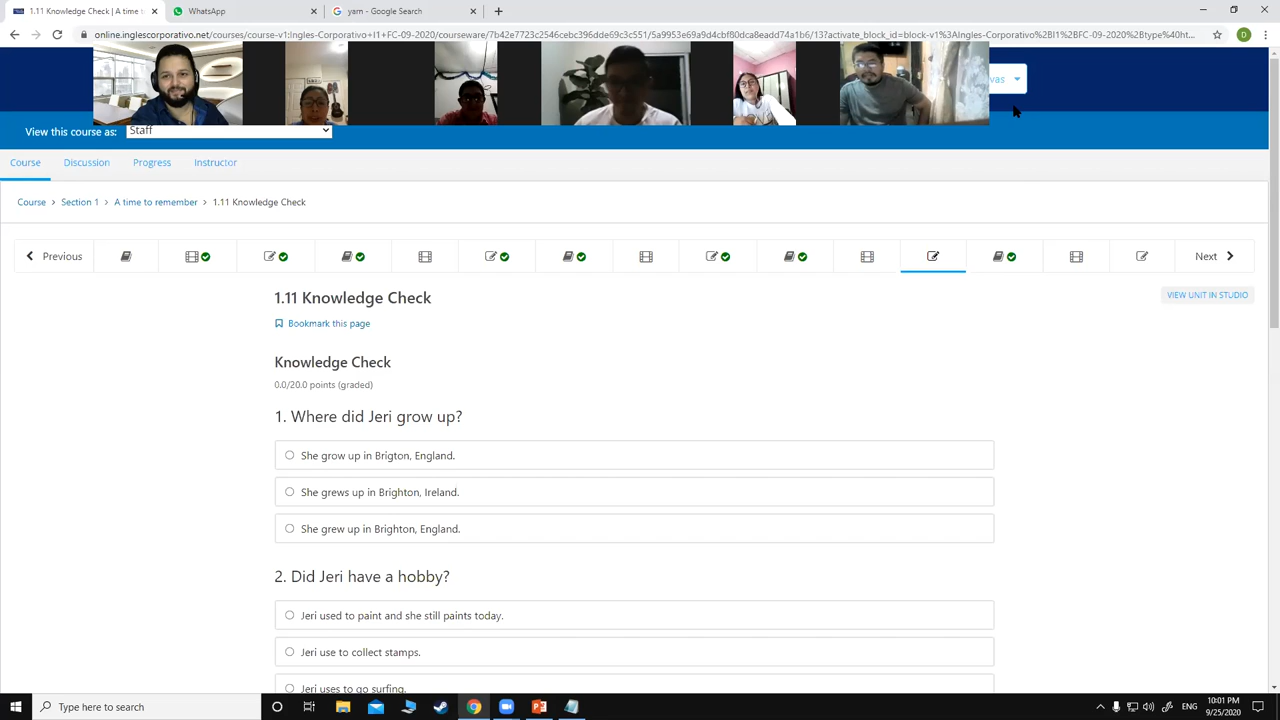 1.11 Knowledge Check | A time to
WhatsApp
yarn - Google Search
online.inglescorporativo.net/courses/course-v1:Ingles-Corporativo+I1+FC-09-2020/courseware/7b42e7723c2546cebc396dde69c3c551/5a9953e69a9d4cbf80dca8eadd74a1b6/13?activate_block_id=block-v1%3AIngles-Corporativo%2BI1%2BFC-09-2020%2Btype%40ht...
D
vas
View this course as:
Staff
Course
Discussion
Progress
Instructor
Course > Section 1 > A time to remember > 1.11 Knowledge Check
Previous
Next
1.11 Knowledge Check
VIEW UNIT IN STUDIO
Bookmark this page
Knowledge Check
0.0/20.0 points (graded)
1. Where did Jeri grow up?
She grow up in Brigton, England.
She grews up in Brighton, Ireland.
She grew up in Brighton, England.
2. Did Jeri have a hobby?
Jeri used to paint and she still paints today.
Jeri use to collect stamps.
Jeri uses to go surfing.
Type here to search
ENG
10:01 PM
9/25/2020